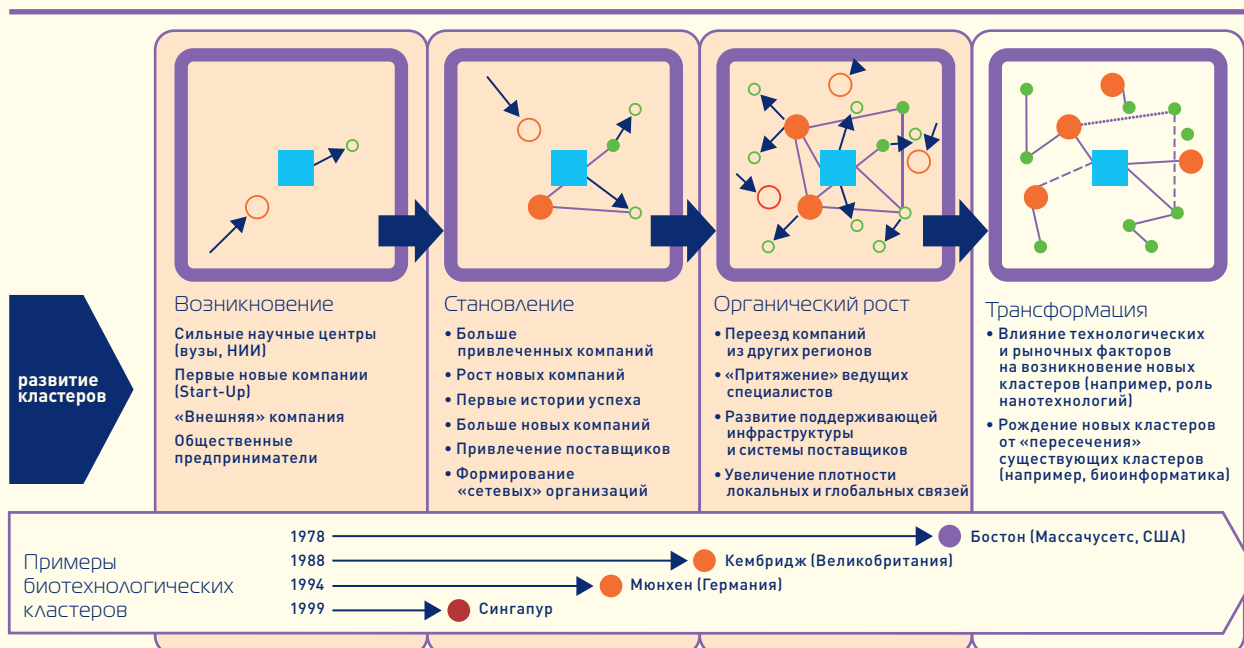 развитие
кластеров
Возникновение
Сильные научные центры
(вузы, НИИ)
Первые новые компании
(Start-Up)
«Внешняя» компания
Общественные
предприниматели
Становление
• Больше
привлеченных компаний
• Рост новых компаний
• Первые истории успеха
• Больше новых компаний
• Привлечение поставщиков
• Формирование
«сетевых» организаций
Органический рост
• Переезд компаний
из других регионов
• «Притяжение» ведущих
специалистов
• Развитие поддерживающей
инфраструктуры
и системы поставщиков
• Увеличение плотности
локальных и глобальных связей
Трансформация
• Влияние технологических
и рыночных факторов
на возникновение новых
кластеров (например, роль
нанотехнологий)
• Рождение новых кластеров
от «пересечения»
существующих кластеров
(например, биоинформатика)
Примеры
биотехнологических
кластеров
1978 Бостон (Массачусетс, США)
1988 Кембридж (Великобритания)
1994 Мюнхен (Германия)
1999 Сингапур